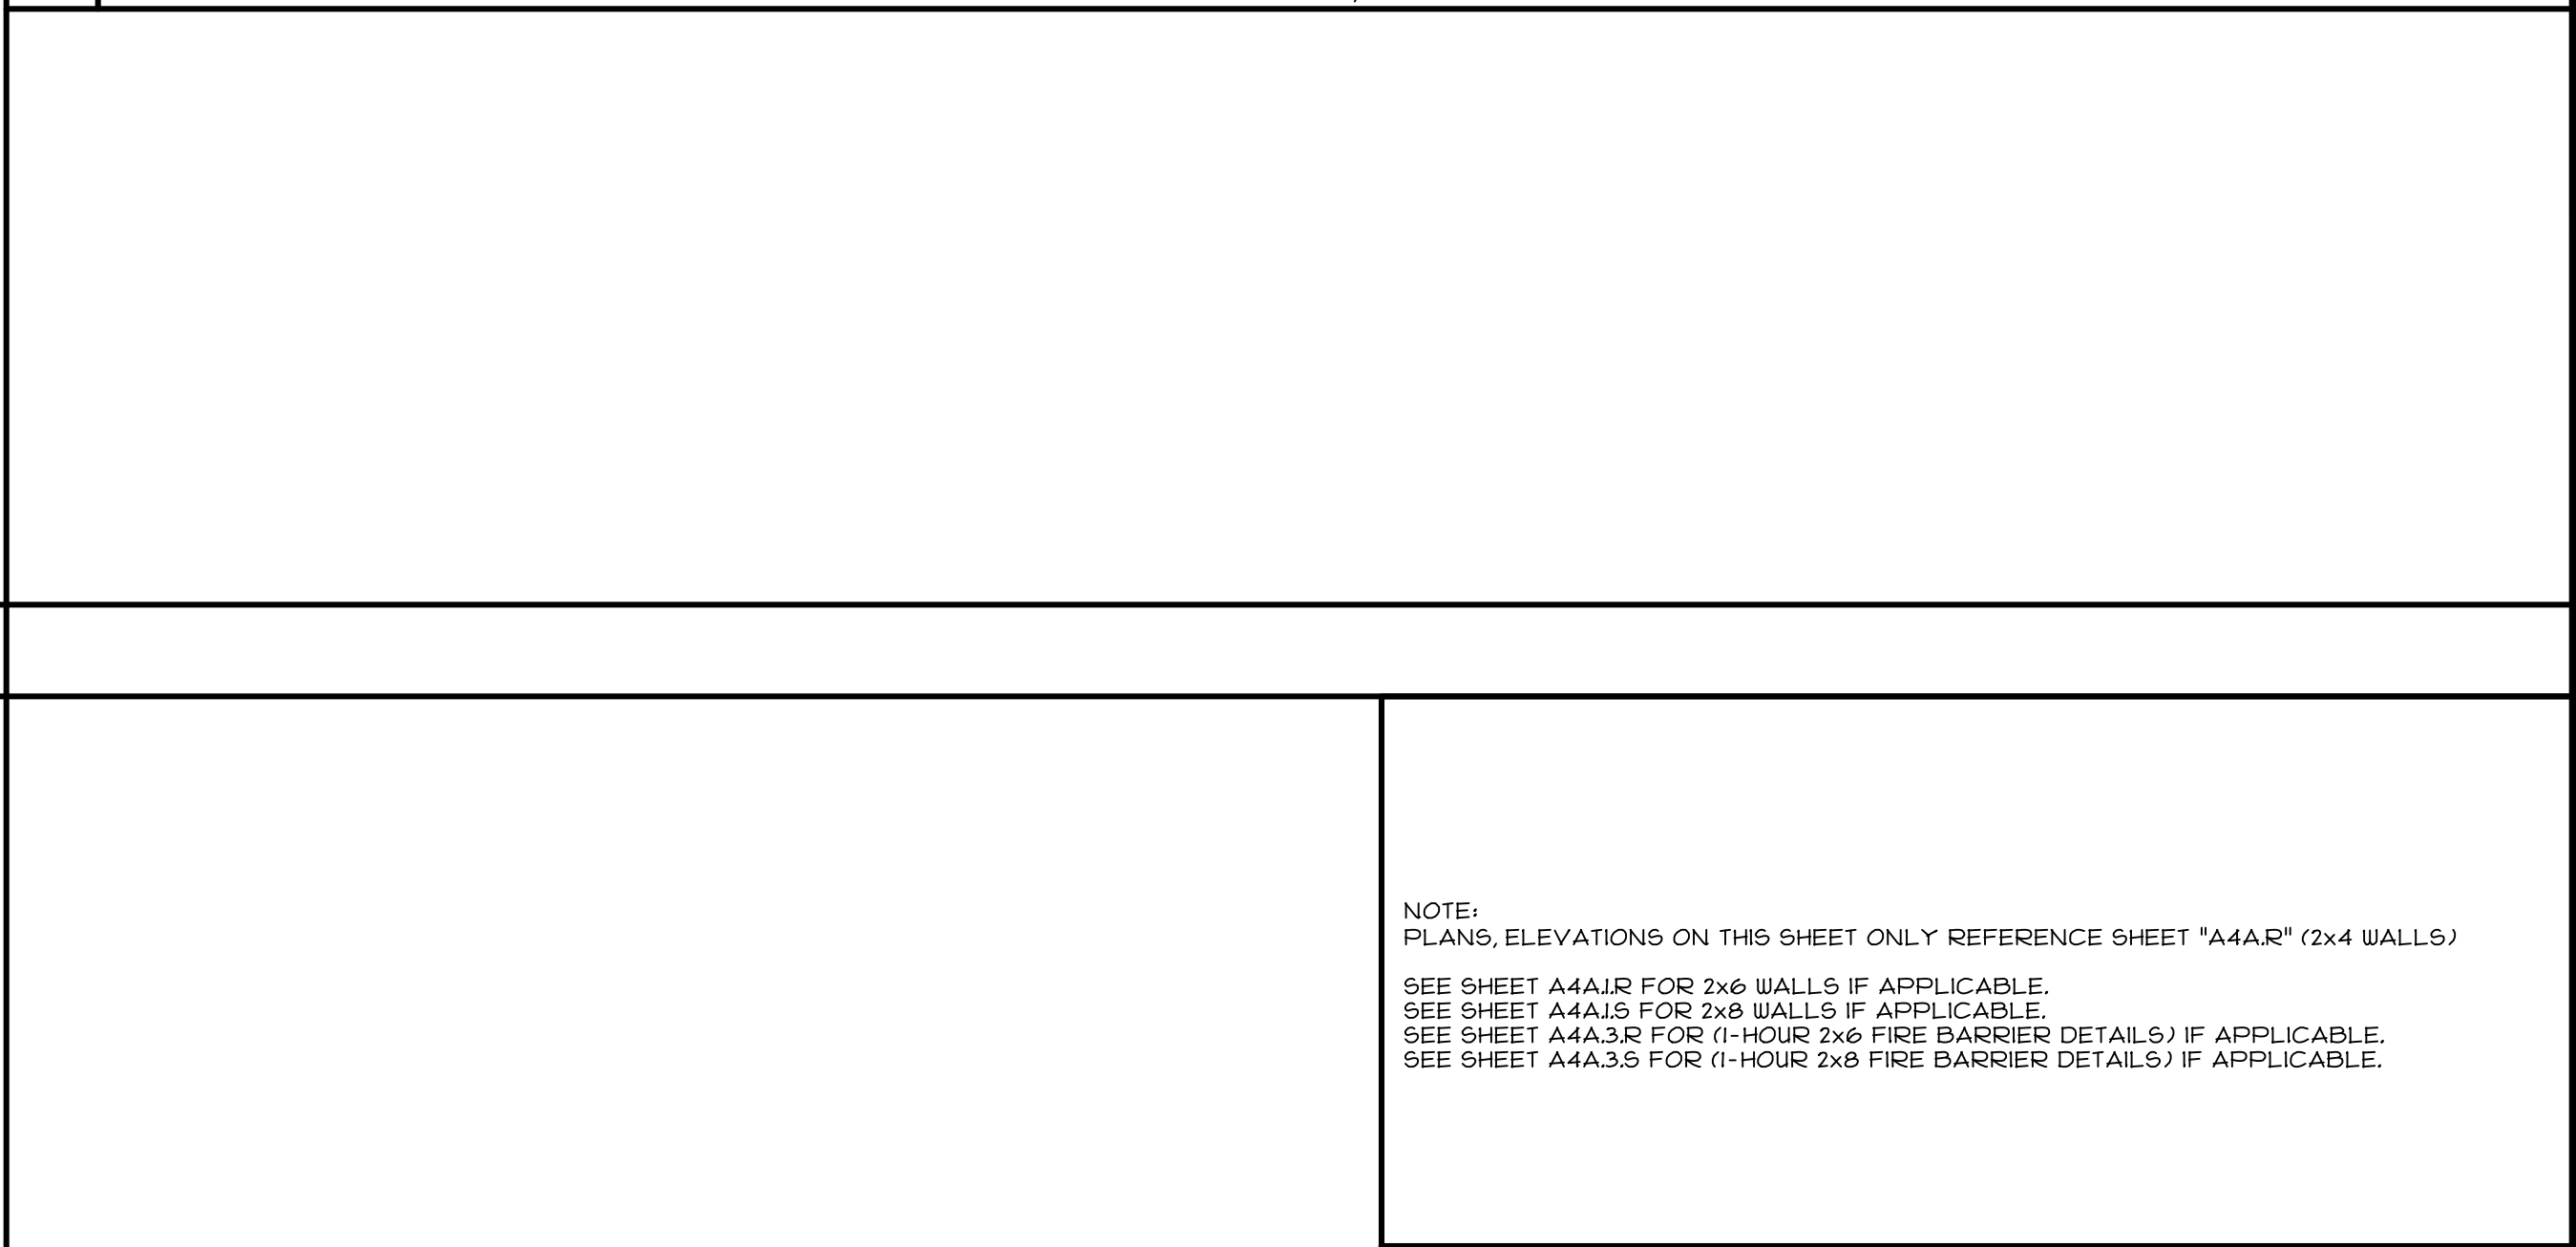 NOTE:
PLANS, ELEVATIONS ON THIS SHEET ONLY REFERENCE SHEET "A4A.R" (2x4 WALLS)
SEE SHEET A4A.1.R FOR 2x6 WALLS IF APPLICABLE.
SEE SHEET A4A.1.S FOR 2x8 WALLS IF APPLICABLE.
SEE SHEET A4A.3.R FOR (1-HOUR 2x6 FIRE BARRIER DETAILS) IF APPLICABLE.
SEE SHEET A4A.3.S FOR (1-HOUR 2x8 FIRE BARRIER DETAILS) IF APPLICABLE.